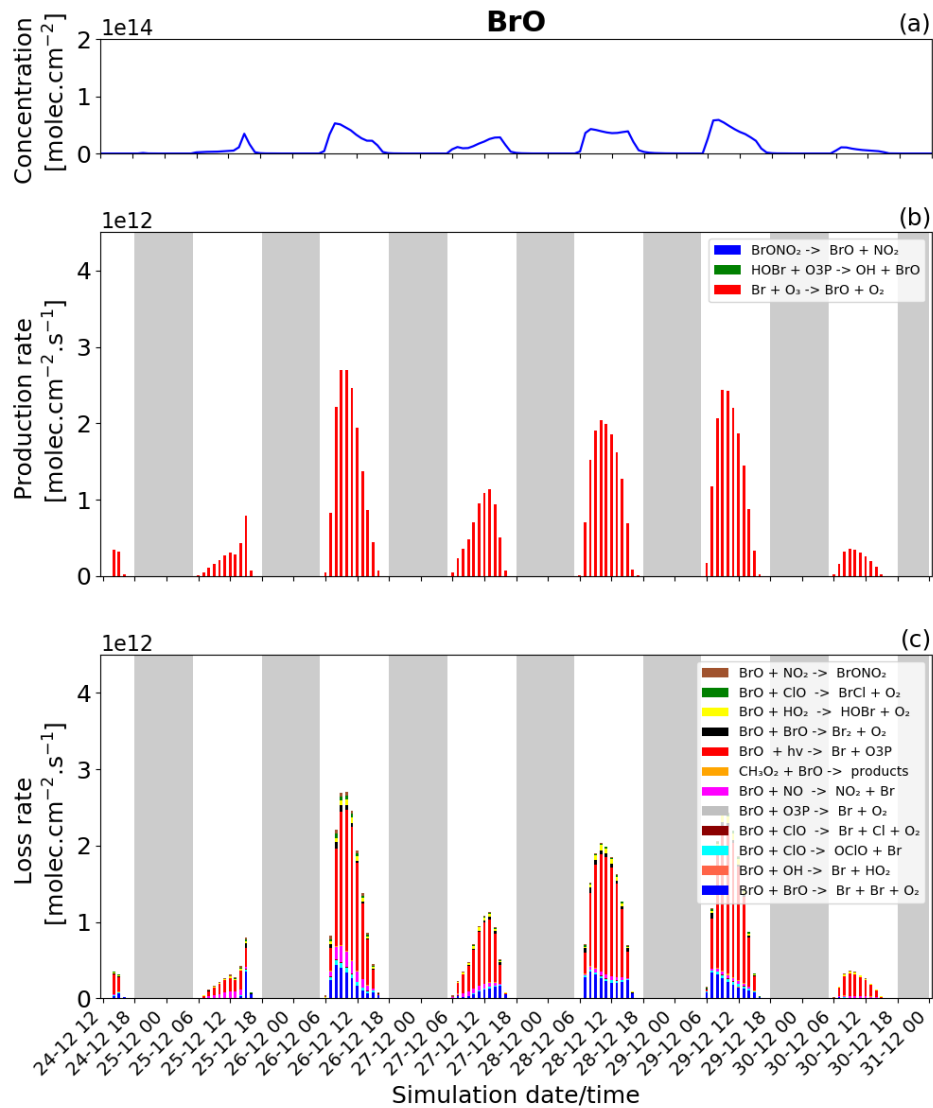 BrO
(a)
1e14
Concentration
[molec.cm⁻²]
2
1
0
(b)
1e12
Production rate
[molec.cm⁻².s⁻¹]
4
3
2
1
0
BrONO₂ -> BrO + NO₂
HOBr + O3P -> OH + BrO
Br + O₃ -> BrO + O₂
(c)
1e12
Loss rate
[molec.cm⁻².s⁻¹]
4
3
2
1
0
BrO + NO₂ -> BrONO₂
BrO + ClO -> BrCl + O₂
BrO + HO₂ -> HOBr + O₂
BrO + BrO -> Br₂ + O₂
BrO + hv -> Br + O3P
CH₃O₂ + BrO -> products
BrO + NO -> NO₂ + Br
BrO + O3P -> Br + O₂
BrO + ClO -> Br + Cl + O₂
BrO + ClO -> OClO + Br
BrO + OH -> Br + HO₂
BrO + BrO -> Br + Br + O₂
24-12 12
24-12 18
25-12 00
25-12 06
25-12 12
25-12 18
26-12 00
26-12 06
26-12 12
26-12 18
27-12 00
27-12 06
27-12 12
27-12 18
28-12 00
28-12 06
28-12 12
28-12 18
29-12 00
29-12 06
29-12 12
29-12 18
30-12 00
30-12 06
30-12 12
30-12 18
31-12 00
Simulation date/time